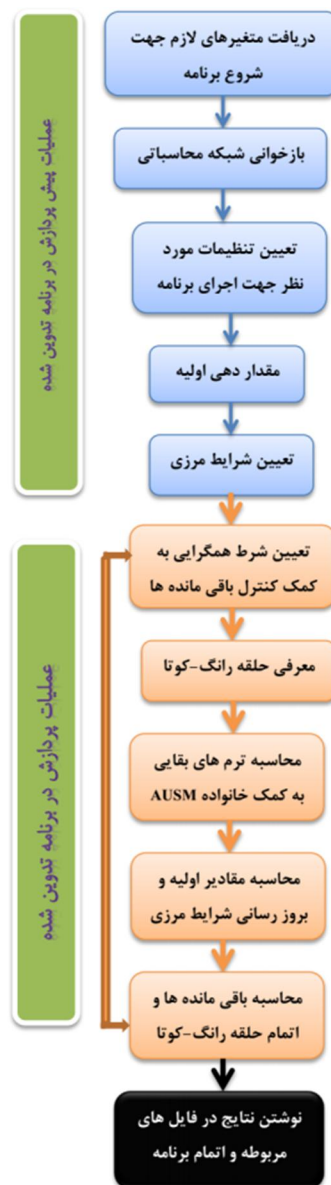 دریافت متغیرهای لازم جهت
شروع برنامه
بازخوانی شبکه محاسباتی
تعیین تنظیمات مورد
نظر جهت اجرای برنامه
مقدار دهی اولیه
تعیین شرایط مرزی
عملیات پیش پردازش در برنامه تدوین شده
تعیین شرط همگرایی به
کمک کنترل باقی مانده ها
معرفی حلقه رانگ-کوتا
محاسبه ترم های بقایی
به کمک خانواده AUSM
محاسبه مقادیر اولیه و
بروز رسانی شرایط مرزی
محاسبه باقی مانده ها و
اتمام حلقه رانگ-کوتا
عملیات پردازش در برنامه تدوین شده
نوشتن نتایج در فایل های
مربوطه و اتمام برنامه